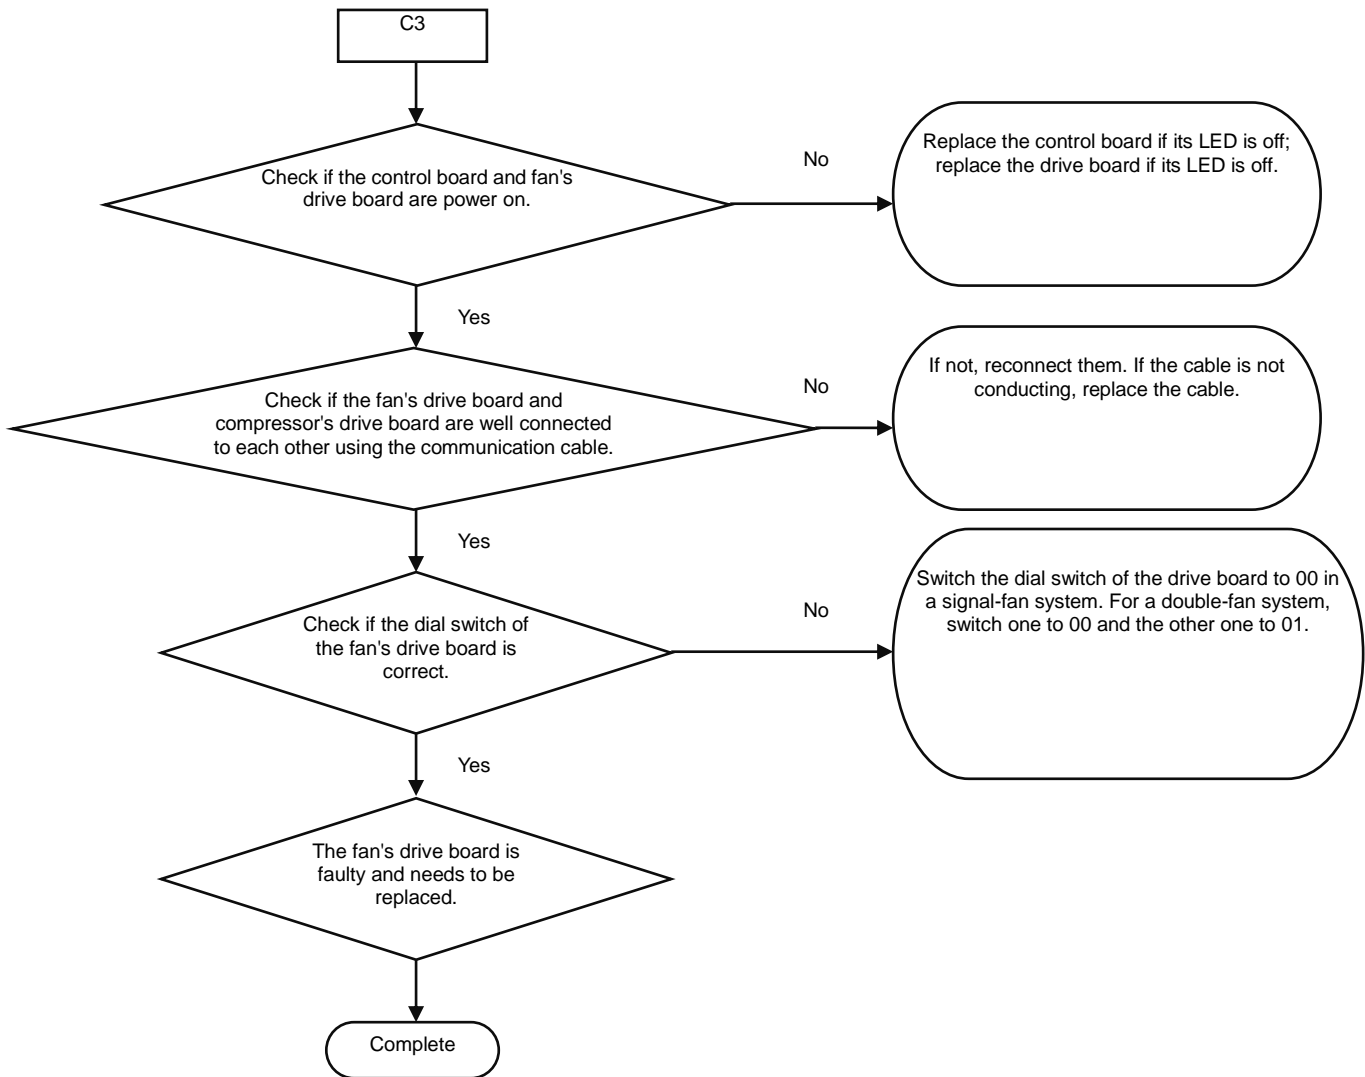 C3
Check if the control board and fan's
drive board are power on.
No
Replace the control board if its LED is off;
replace the drive board if its LED is off.
Yes
Check if the fan's drive board and
compressor's drive board are well connected
to each other using the communication cable.
No
If not, reconnect them. If the cable is not
conducting, replace the cable.
Yes
Check if the dial switch of
the fan's drive board is
correct.
No
Switch the dial switch of the drive board to 00 in
a signal-fan system. For a double-fan system,
switch one to 00 and the other one to 01.
Yes
The fan's drive board is
faulty and needs to be
replaced.
Complete